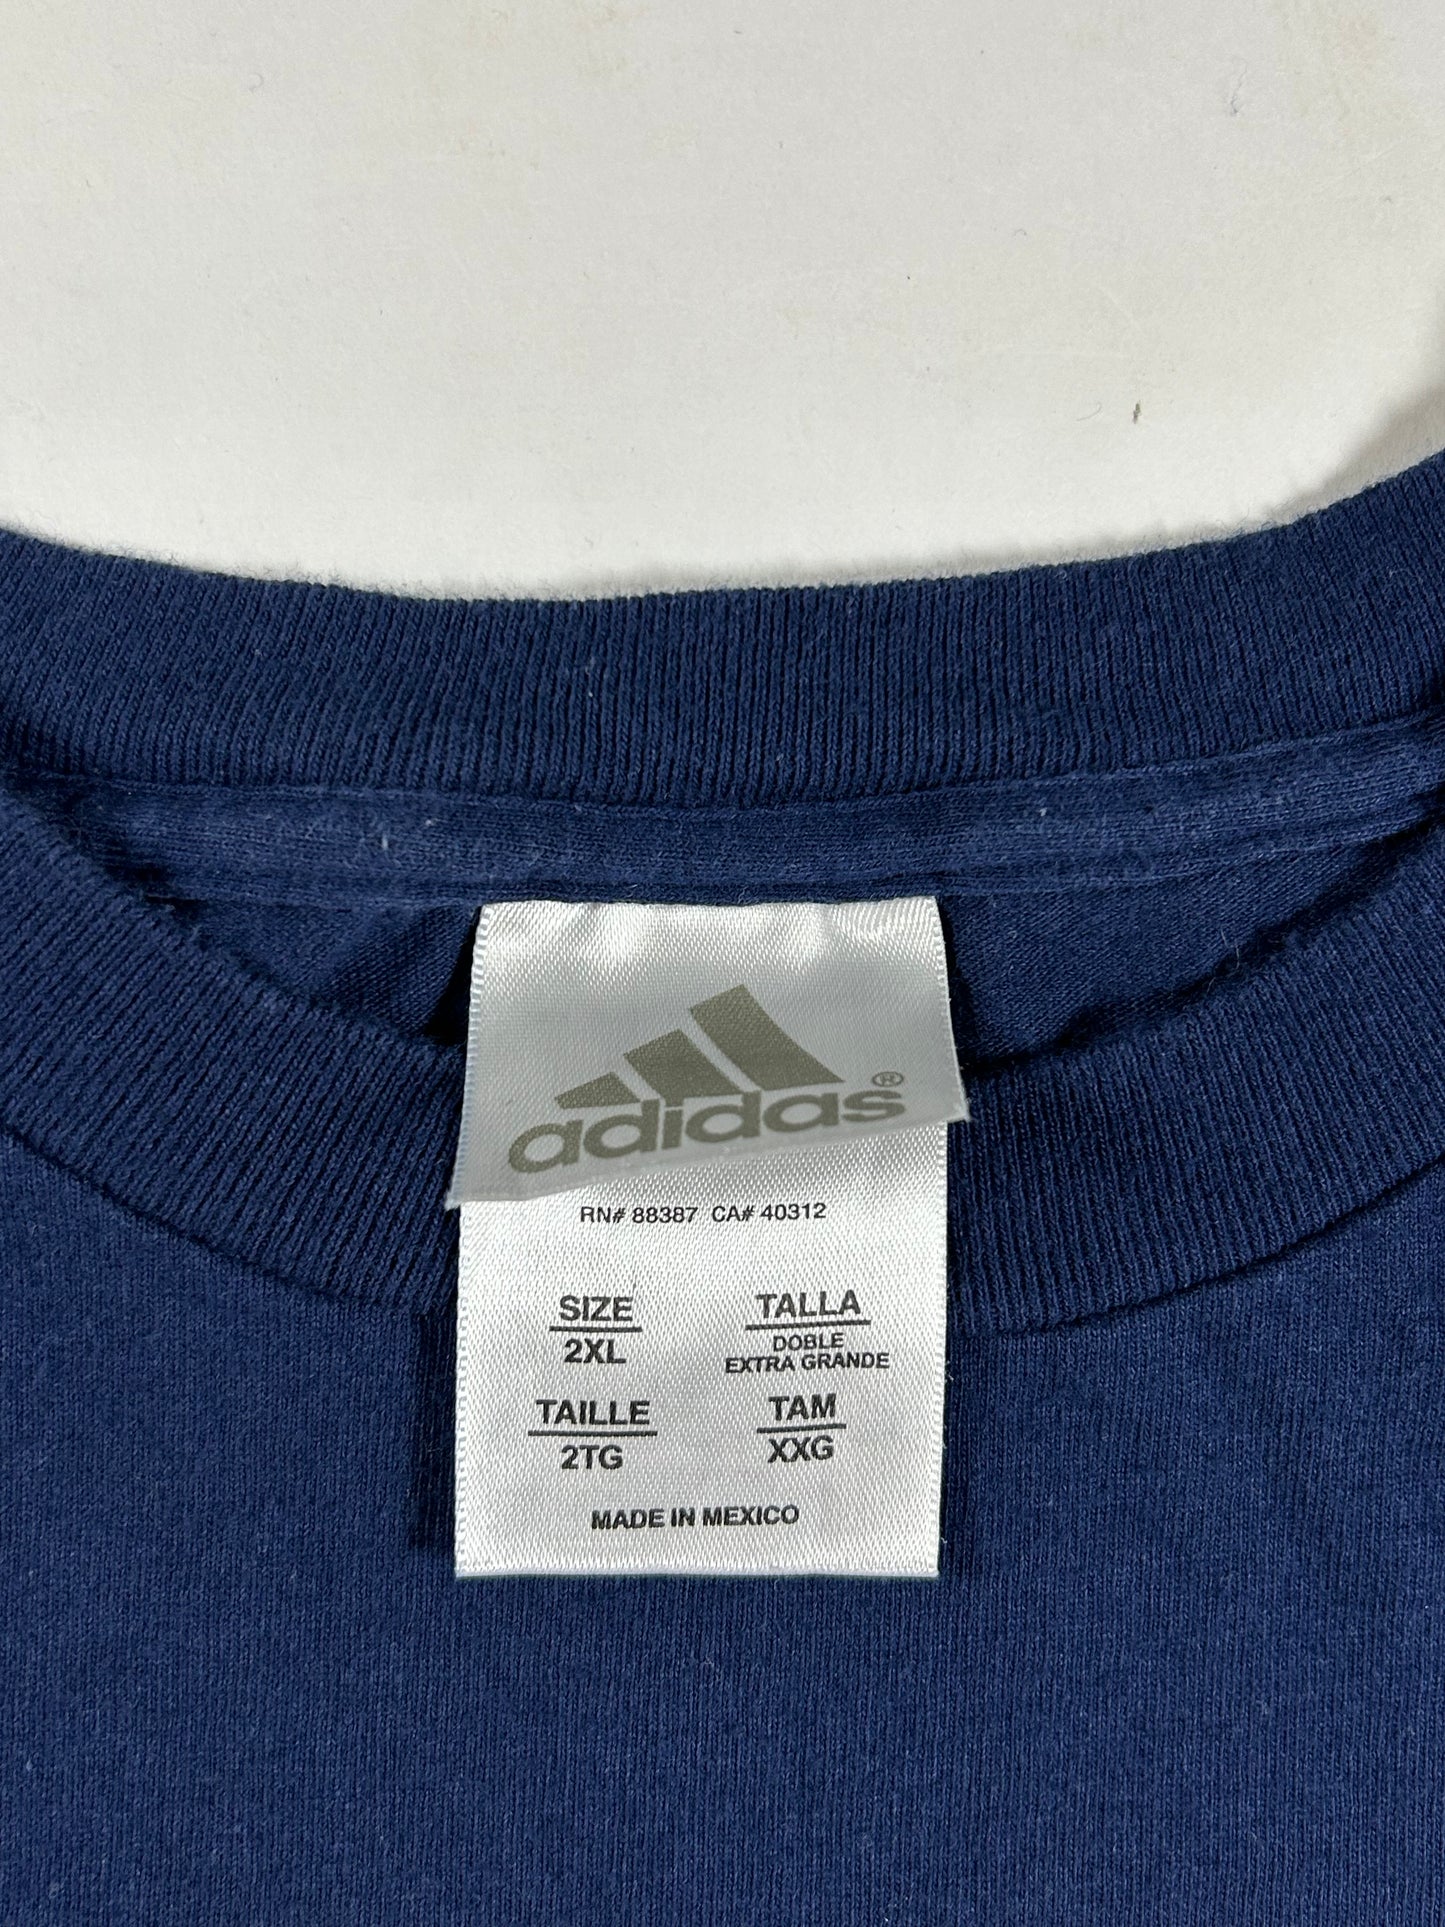 adidas®
RN# 88387 CA# 40312
SIZE
2XL
TALLA
DOBLE
EXTRA GRANDE
TAILLE
2TG
TAM
XXG
MADE IN MEXICO